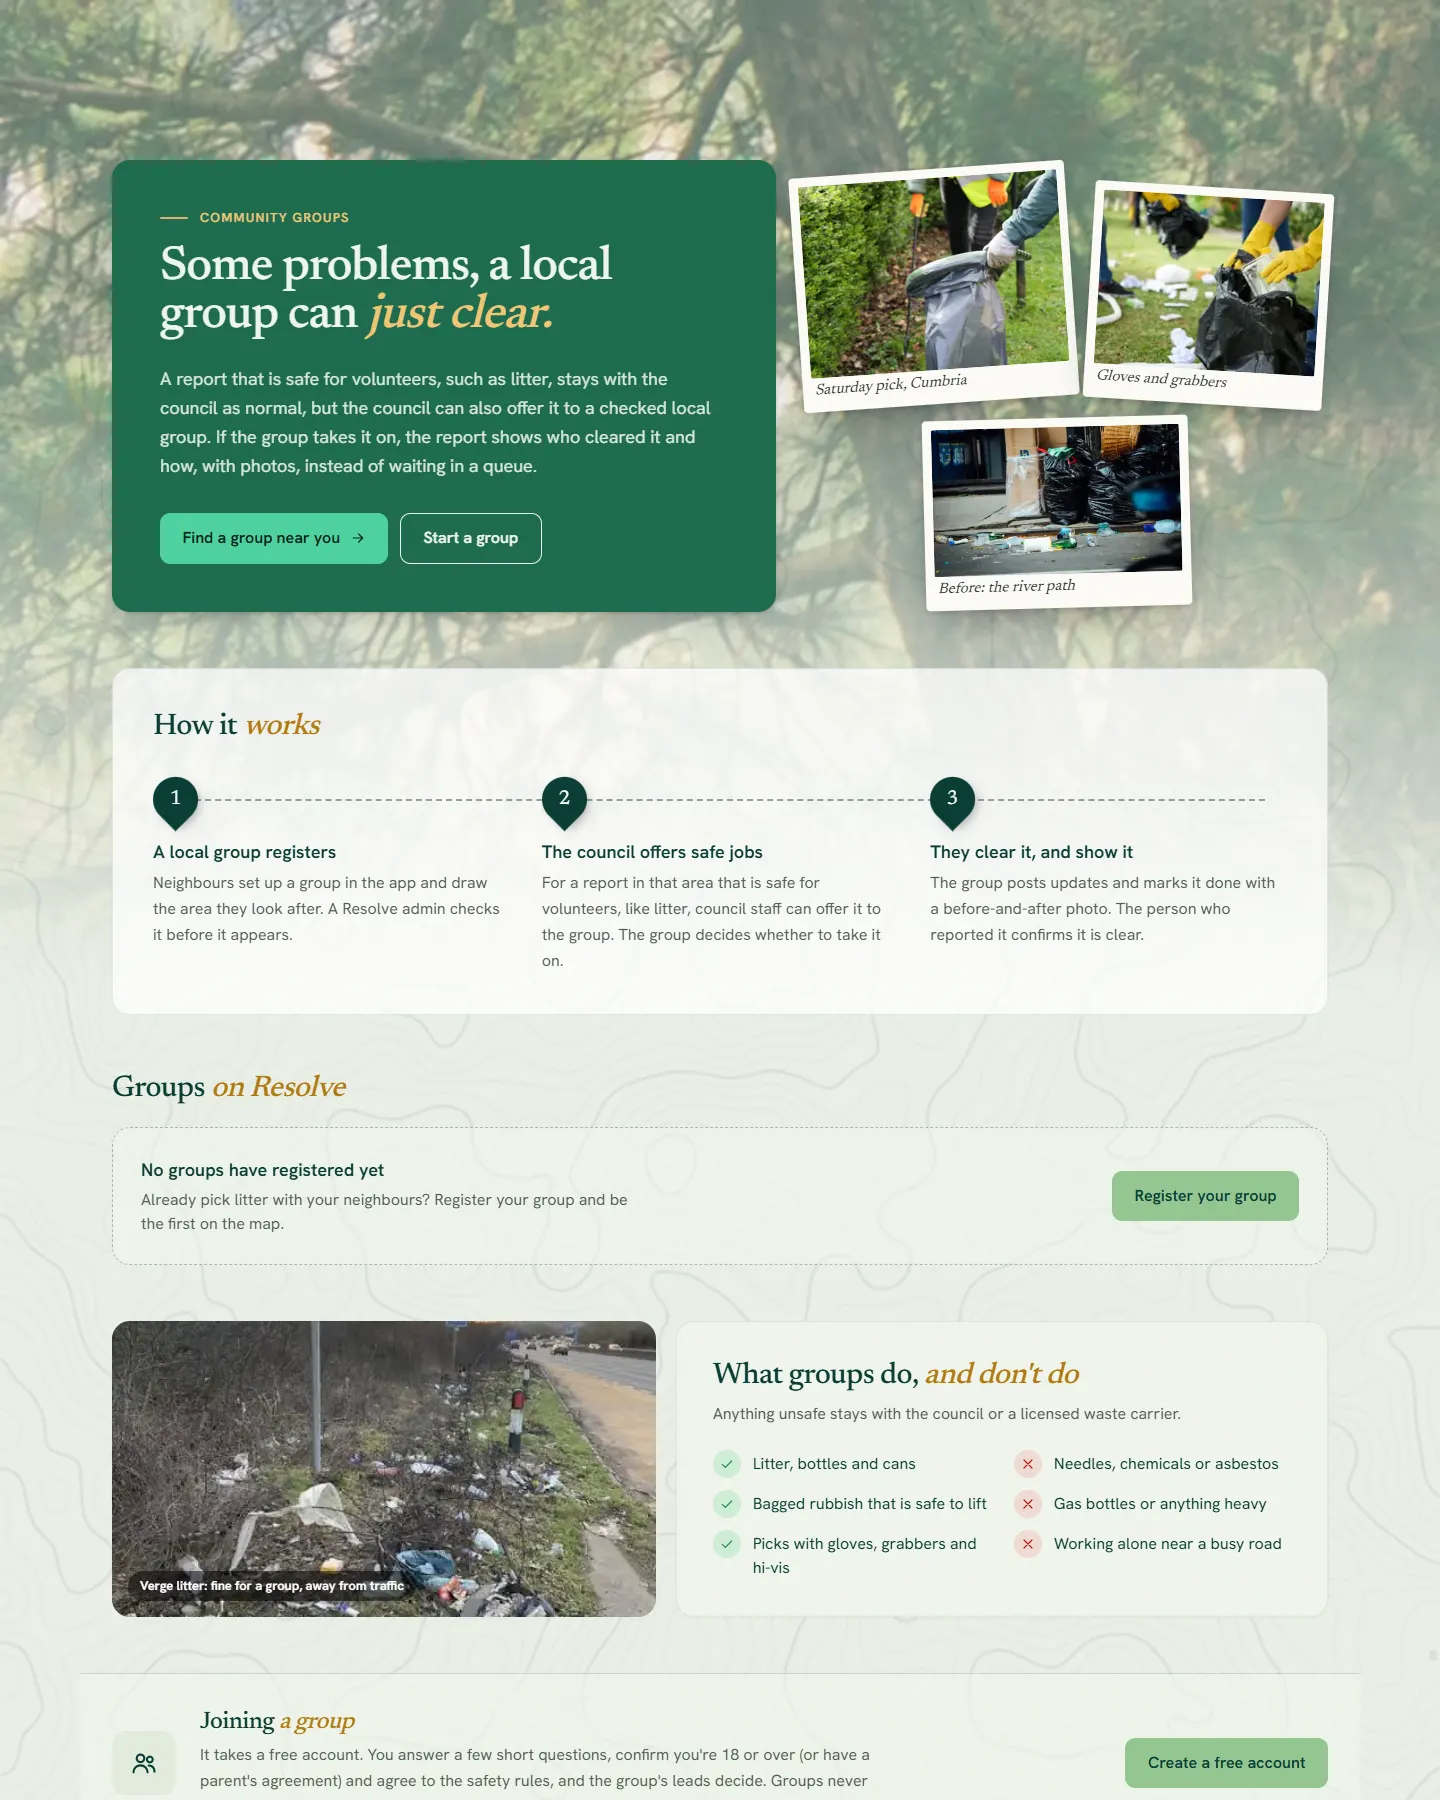 COMMUNITY GROUPS
Some problems, a local
group can just clear.
A report that is safe for volunteers, such as litter, stays with the
council as normal, but the council can also offer it to a checked local
group. If the group takes it on, the report shows who cleared it and
how, with photos, instead of waiting in a queue.
Find a group near you →
Start a group
Saturday pick, Cumbria
Gloves and grabbers
Before: the river path
How it works
1
A local group registers
Neighbours set up a group in the app and draw
the area they look after. A Resolve admin checks
it before it appears.
2
The council offers safe jobs
For a report in that area that is safe for
volunteers, like litter, council staff can offer it to
the group. The group decides whether to take it
on.
3
They clear it, and show it
The group posts updates and marks it done with
a before-and-after photo. The person who
reported it confirms it is clear.
Groups on Resolve
No groups have registered yet
Already pick litter with your neighbours? Register your group and be
the first on the map.
Register your group
Verge litter: fine for a group, away from traffic
What groups do, and don't do
Anything unsafe stays with the council or a licensed waste carrier.
Litter, bottles and cans
Bagged rubbish that is safe to lift
Picks with gloves, grabbers and
hi-vis
Needles, chemicals or asbestos
Gas bottles or anything heavy
Working alone near a busy road
Joining a group
It takes a free account. You answer a few short questions, confirm you're 18 or over (or have a
parent's agreement) and agree to the safety rules, and the group's leads decide. Groups never
Create a free account